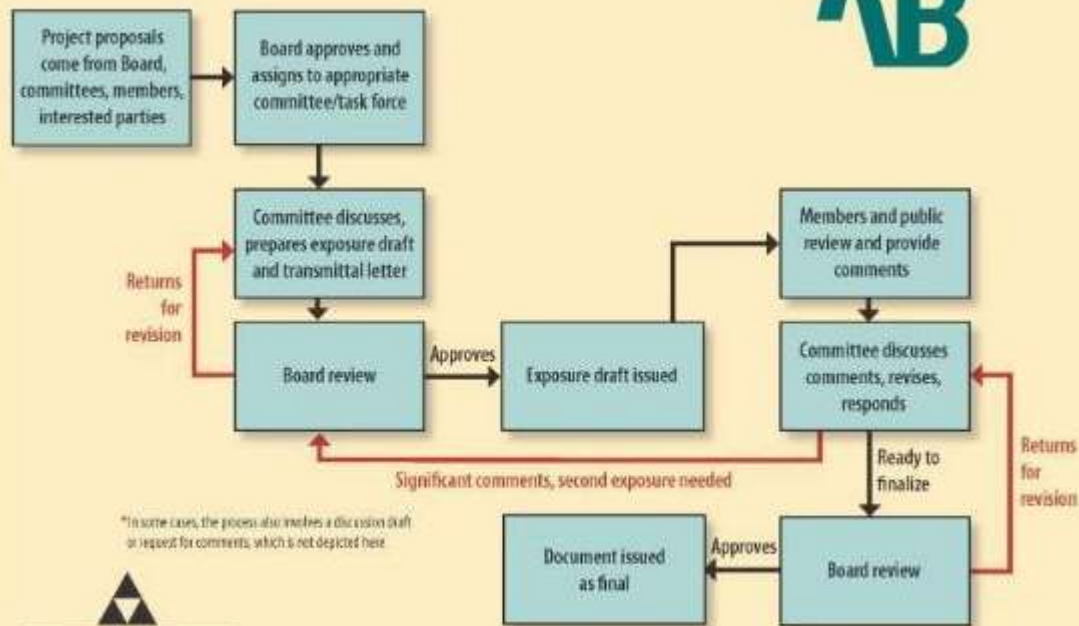 Project proposals
come from Board,
committees, members,
interested parties
Board approves and
assigns to appropriate
committee/task force
Committee discusses,
prepares exposure draft
and transmittal letter
Returns
for
revision
Board review
Approves
Exposure draft issued
Members and public
review and provide
comments
Committee discusses
comments, revises,
responds
Significant comments, second exposure needed
Ready to
finalize
Returns
for
revision
Board review
Approves
Document issued
as final
*In some cases, the process also involves a discussion draft
or request for comments, which is not depicted here